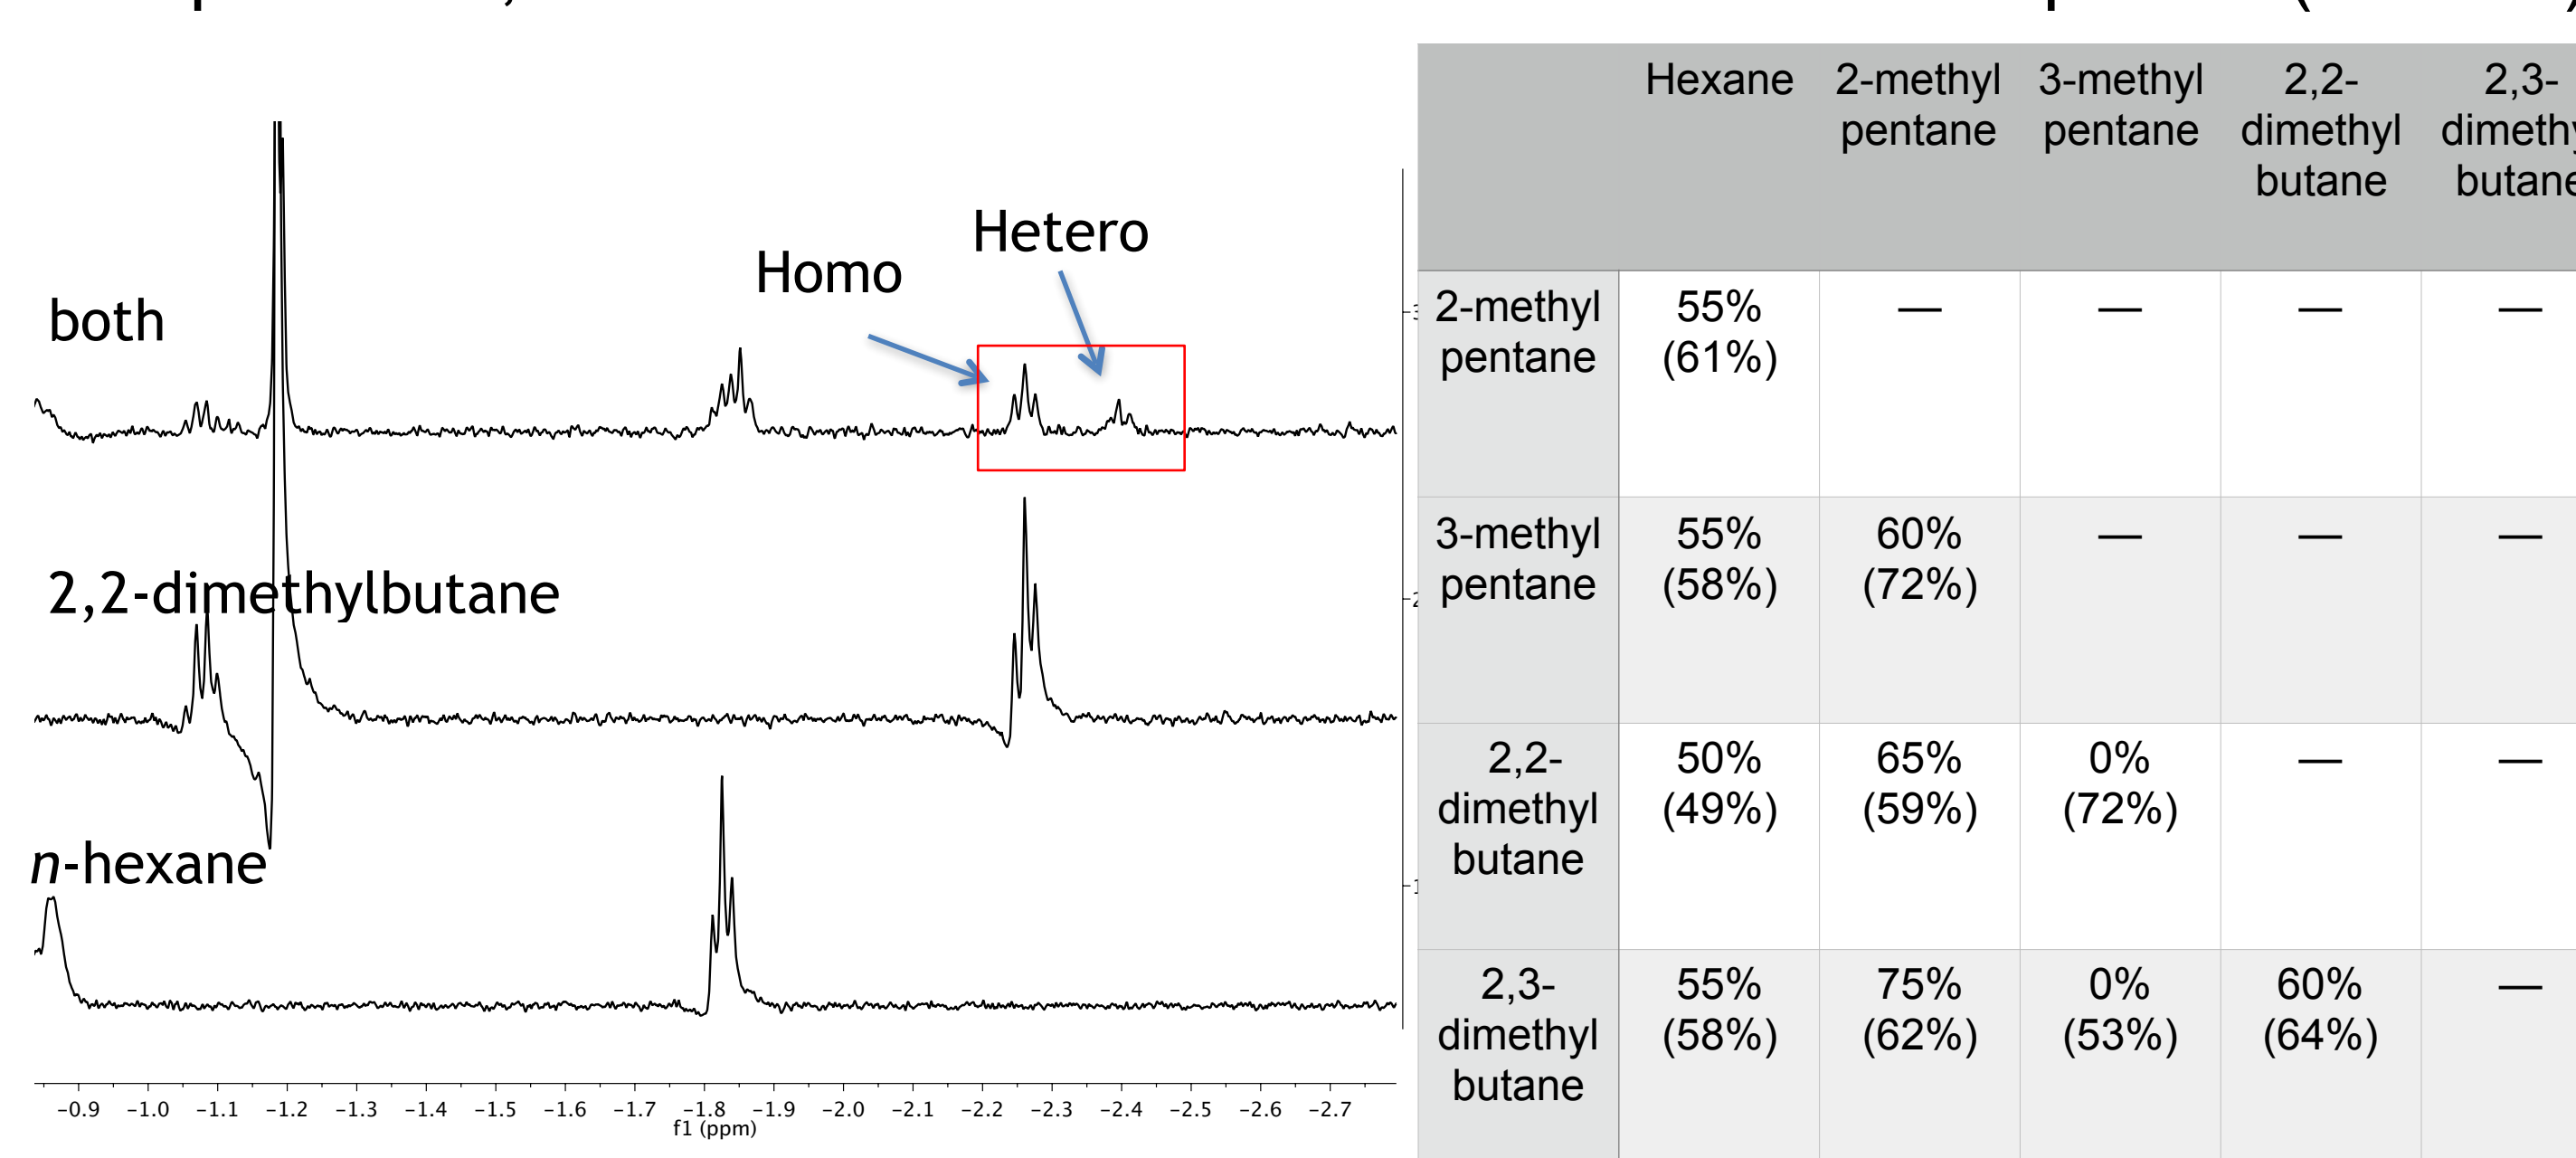 Homo
Hetero
both
2,2-dimethylbutane
n-hexane
−0.9 −1.0 −1.1 −1.2 −1.3 −1.4 −1.5 −1.6 −1.7 −1.8 −1.9 −2.0 −2.1 −2.2 −2.3 −2.4 −2.5 −2.6 −2.7
f1 (ppm)
Hexane 2-methyl 3-methyl 2,2- 2,3-
pentane pentane dimethyl dimethy
butane butane
2-methyl 55% — — — —
pentane (61%)
3-methyl 55% 60% — — —
pentane (58%) (72%)
2,2- 50% 65% 0% — —
dimethyl (49%) (59%) (72%)
butane
2,3- 55% 75% 0% 60% —
dimethyl (58%) (62%) (53%) (64%)
butane